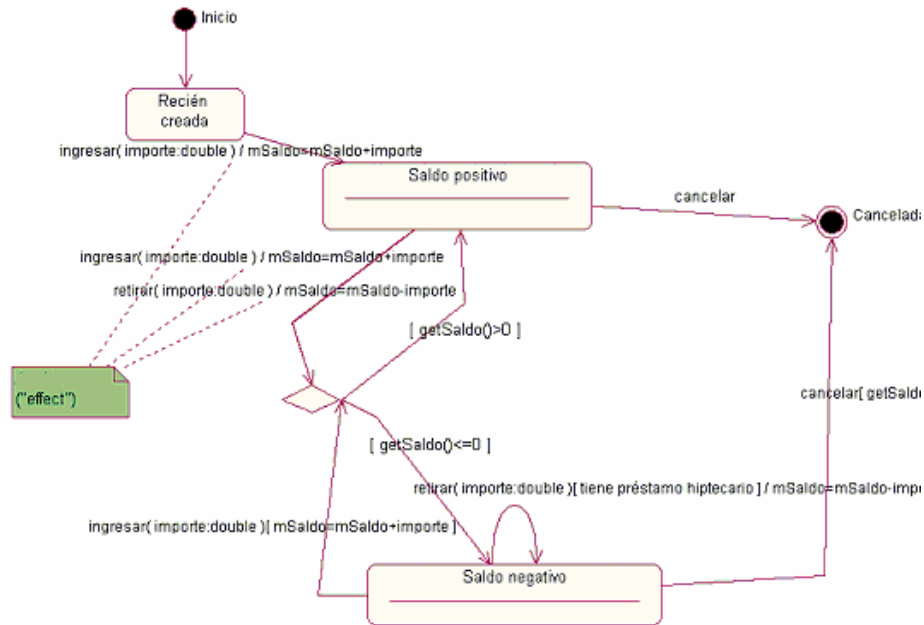 Inicio
Recién
creada
ingresar( importe:double ) / mSaldo=mSaldo+importe
Saldo positivo
cancelar
Cancelada
ingresar( importe:double ) / mSaldo=mSaldo+importe
retirar( importe:double ) / mSaldo=mSaldo-importe
[ getSaldo()>0 ]
("effect")
cancelar[ getSaldo
[ getSaldo()<=0 ]
retirar( importe:double )[ tiene préstamo hiptecario ] / mSaldo=mSaldo-impo
ingresar( importe:double )[ mSaldo=mSaldo+importe ]
Saldo negativo